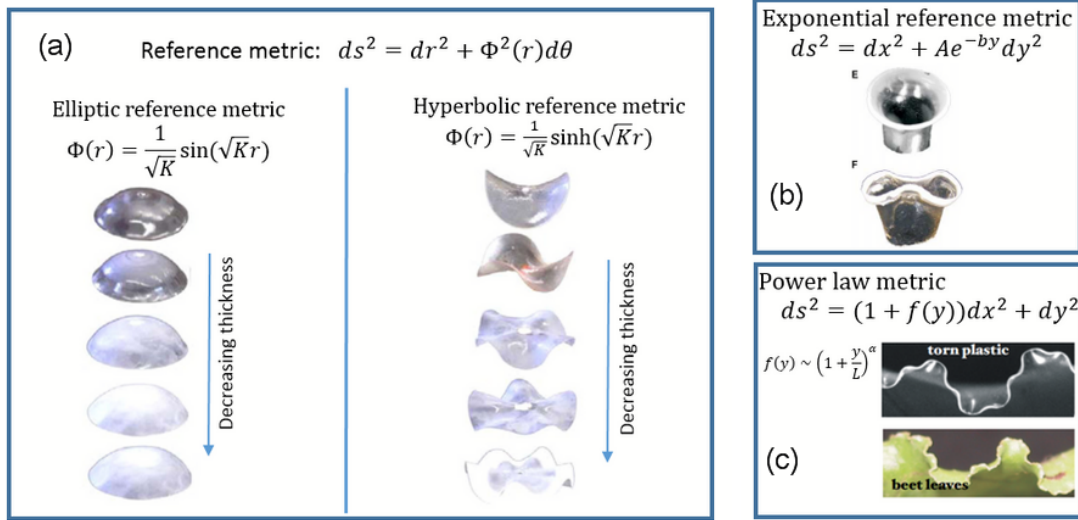 (a)
Reference metric: ds² = dr² + Φ²(r)dθ
Elliptic reference metric
Φ(r) = 1/√K sin(√Kr)
Decreasing thickness
Hyperbolic reference metric
Φ(r) = 1/√K sinh(√Kr)
Decreasing thickness
Exponential reference metric
ds² = dx² + Ae⁻ᵇʸdy²
E
F
(b)
Power law metric
ds² = (1 + f(y))dx² + dy²
f(y) ~ (1 + y/L)^α
torn plastic
beet leaves
(c)